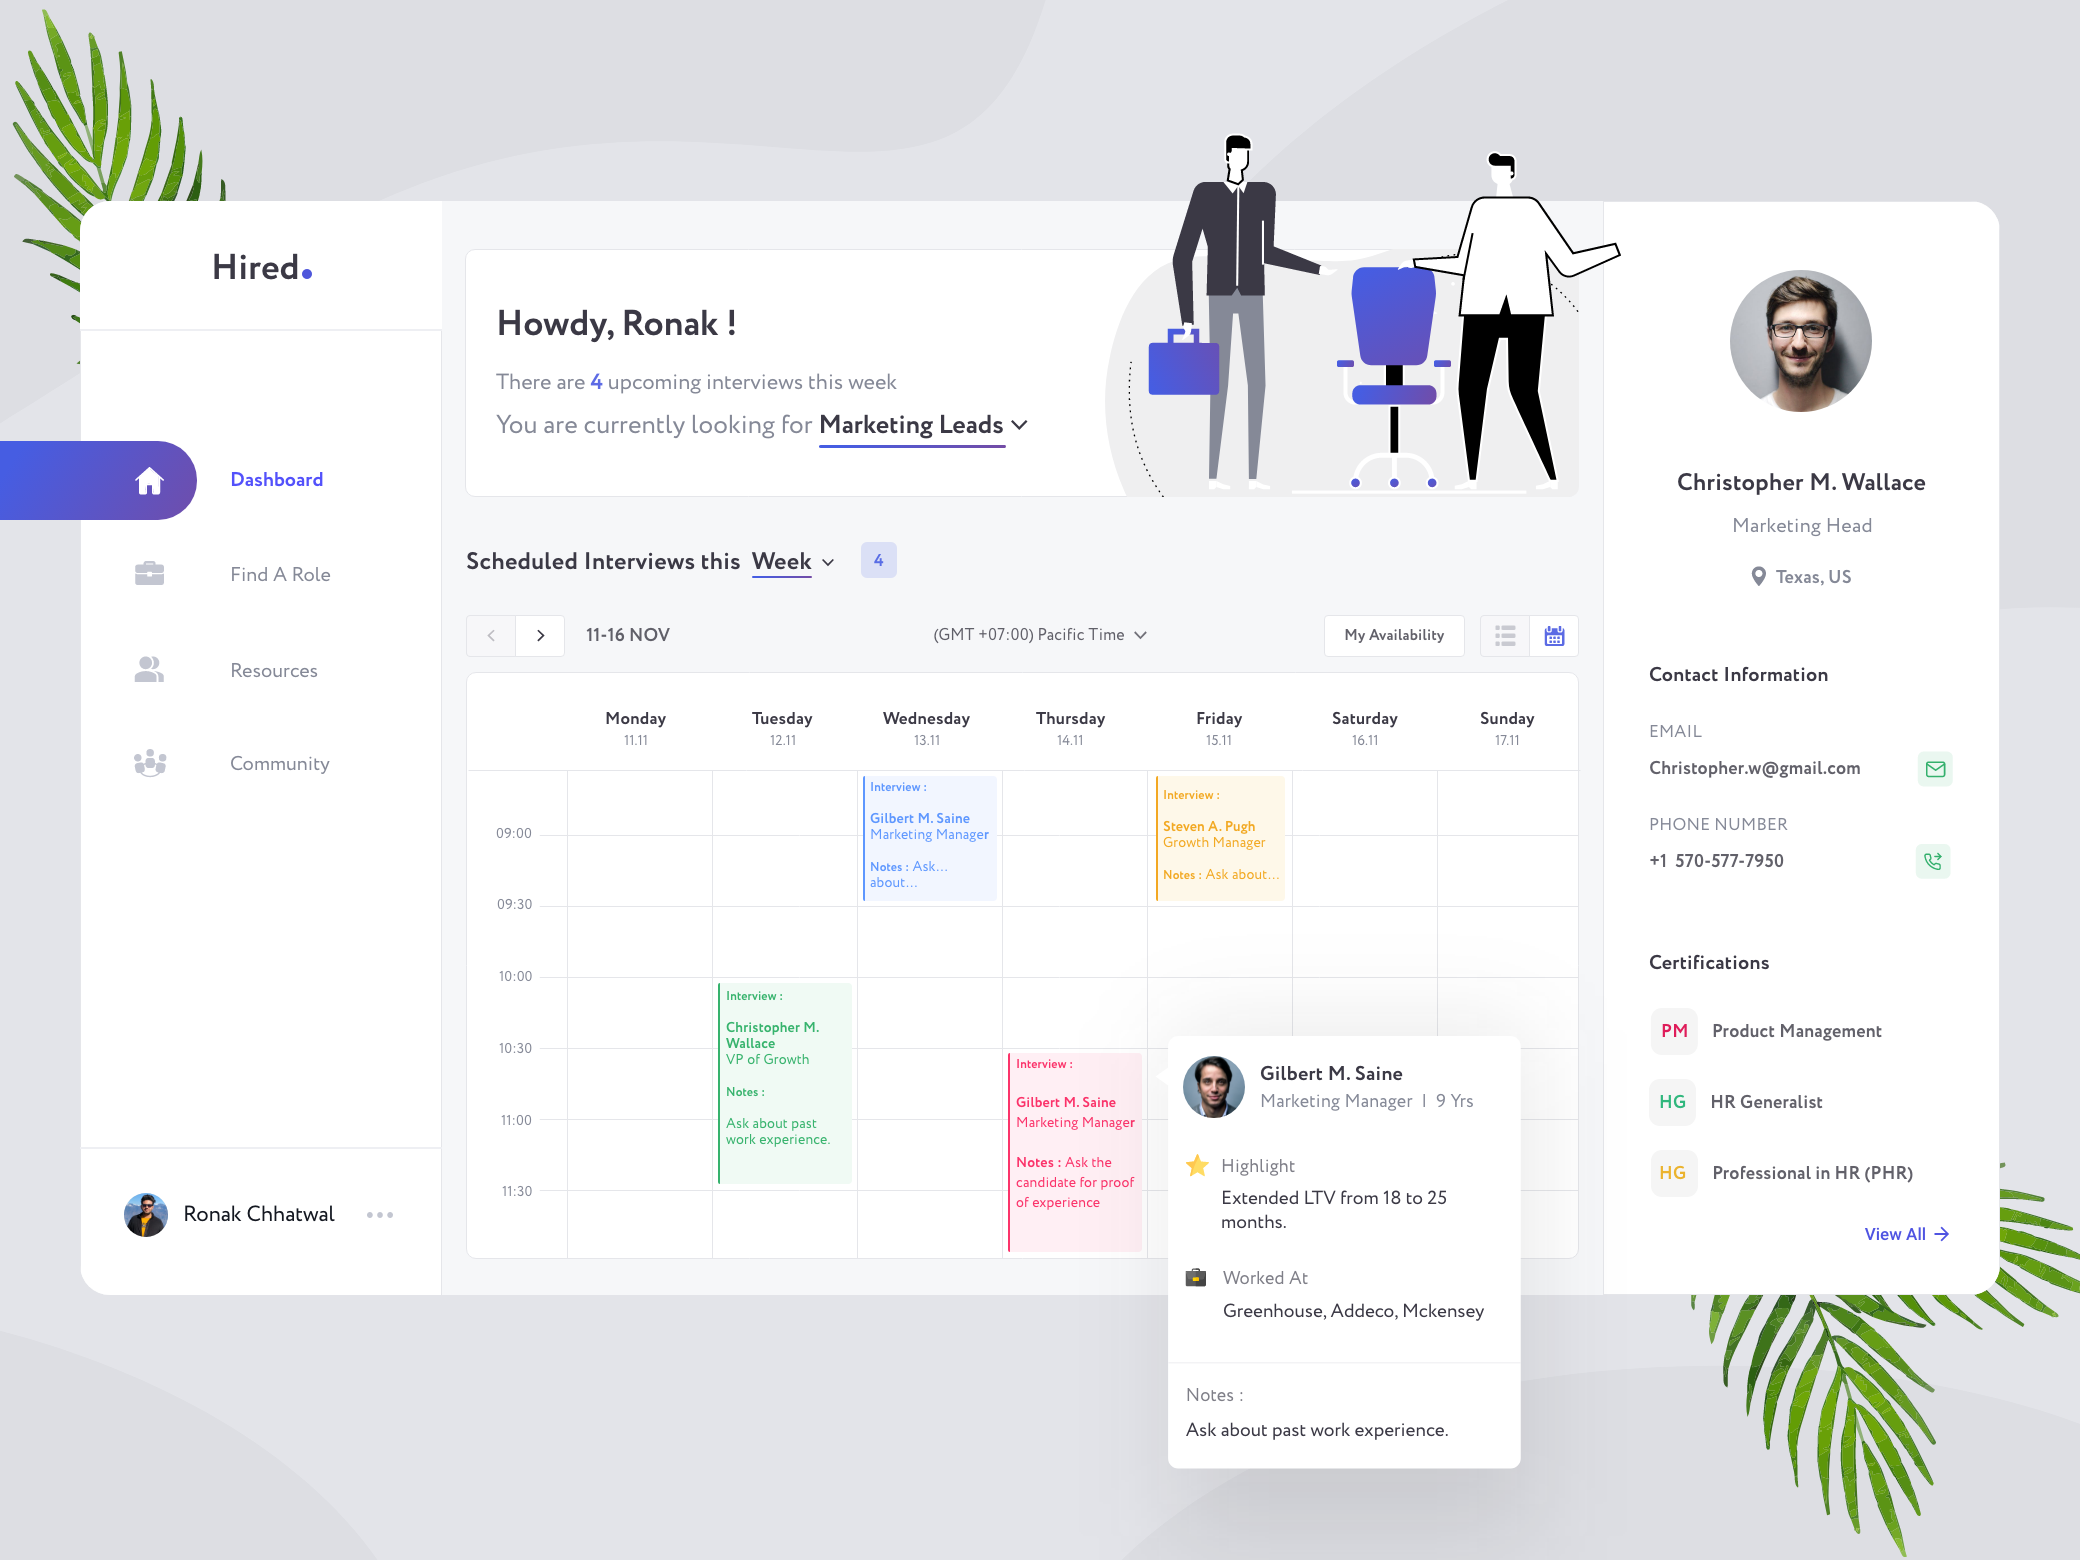 Hired.
Dashboard
Find A Role
Resources
Community
Ronak Chhatwal
Howdy, Ronak !
There are 4 upcoming interviews this week
You are currently looking for Marketing Leads
Scheduled Interviews this Week 4
11-16 NOV
(GMT +07:00) Pacific Time
My Availability
Monday Tuesday Wednesday Thursday Friday Saturday Sunday
11.11 12.11 13.11 14.11 15.11 16.11 17.11
09:00
09:30
10:00
10:30
11:00
11:30
Interview :
Gilbert M. Saine
Marketing Manager
Notes : Ask...
about...
Interview :
Steven A. Pugh
Growth Manager
Notes : Ask about...
Interview :
Christopher M.
Wallace
VP of Growth
Notes :
Ask about past
work experience.
Interview :
Gilbert M. Saine
Marketing Manager
Notes : Ask the
candidate for proof
of experience
Gilbert M. Saine
Marketing Manager | 9 Yrs
Highlight
Extended LTV from 18 to 25
months.
Worked At
Greenhouse, Addeco, Mckensey
Notes :
Ask about past work experience.
Christopher M. Wallace
Marketing Head
Texas, US
Contact Information
EMAIL
Christopher.w@gmail.com
PHONE NUMBER
+1 570-577-7950
Certifications
PM Product Management
HG HR Generalist
HG Professional in HR (PHR)
View All